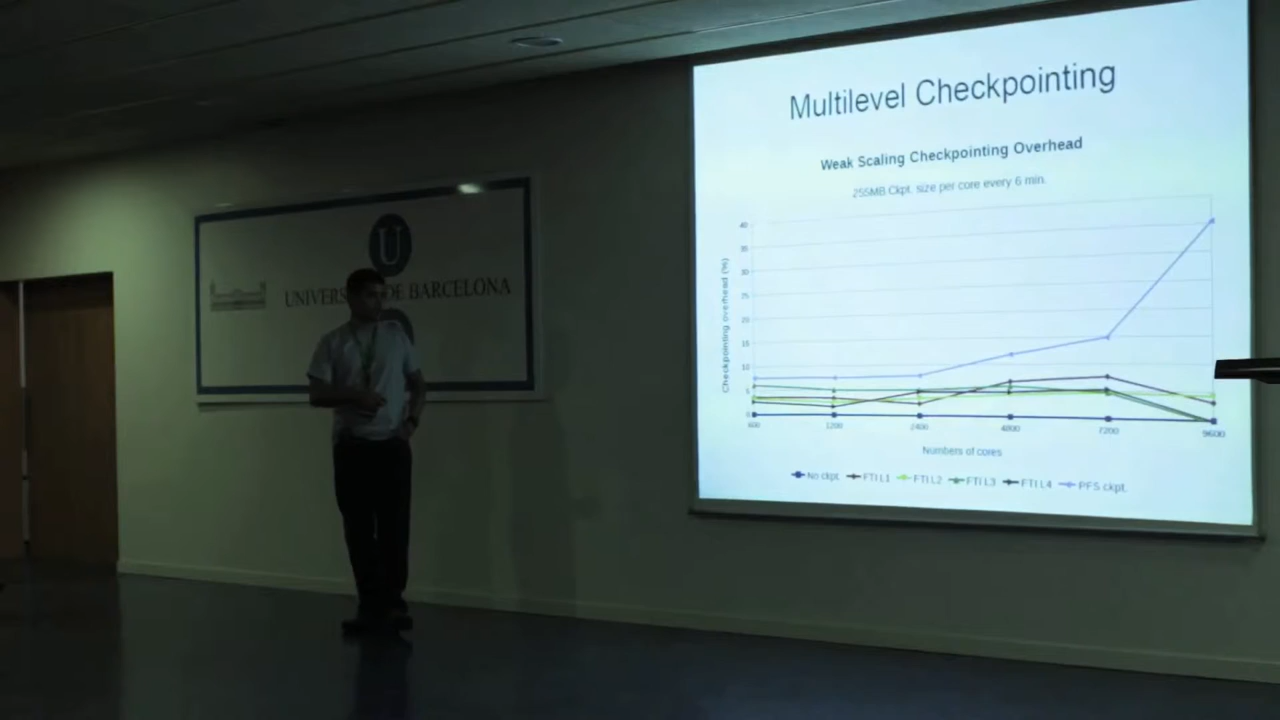 Multilevel Checkpointing
Weak Scaling Checkpointing Overhead
255MB Ckpt. size per core every 6 min.
Checkpointing overhead (%)
40
35
30
25
20
15
10
5
0
600 1200 2400 4800 7200 9600
Numbers of cores
No ckpt. FTI L1 FTI L2 FTI L3 FTI L4 PFS ckpt.
U
UNIVERS DE BARCELONA